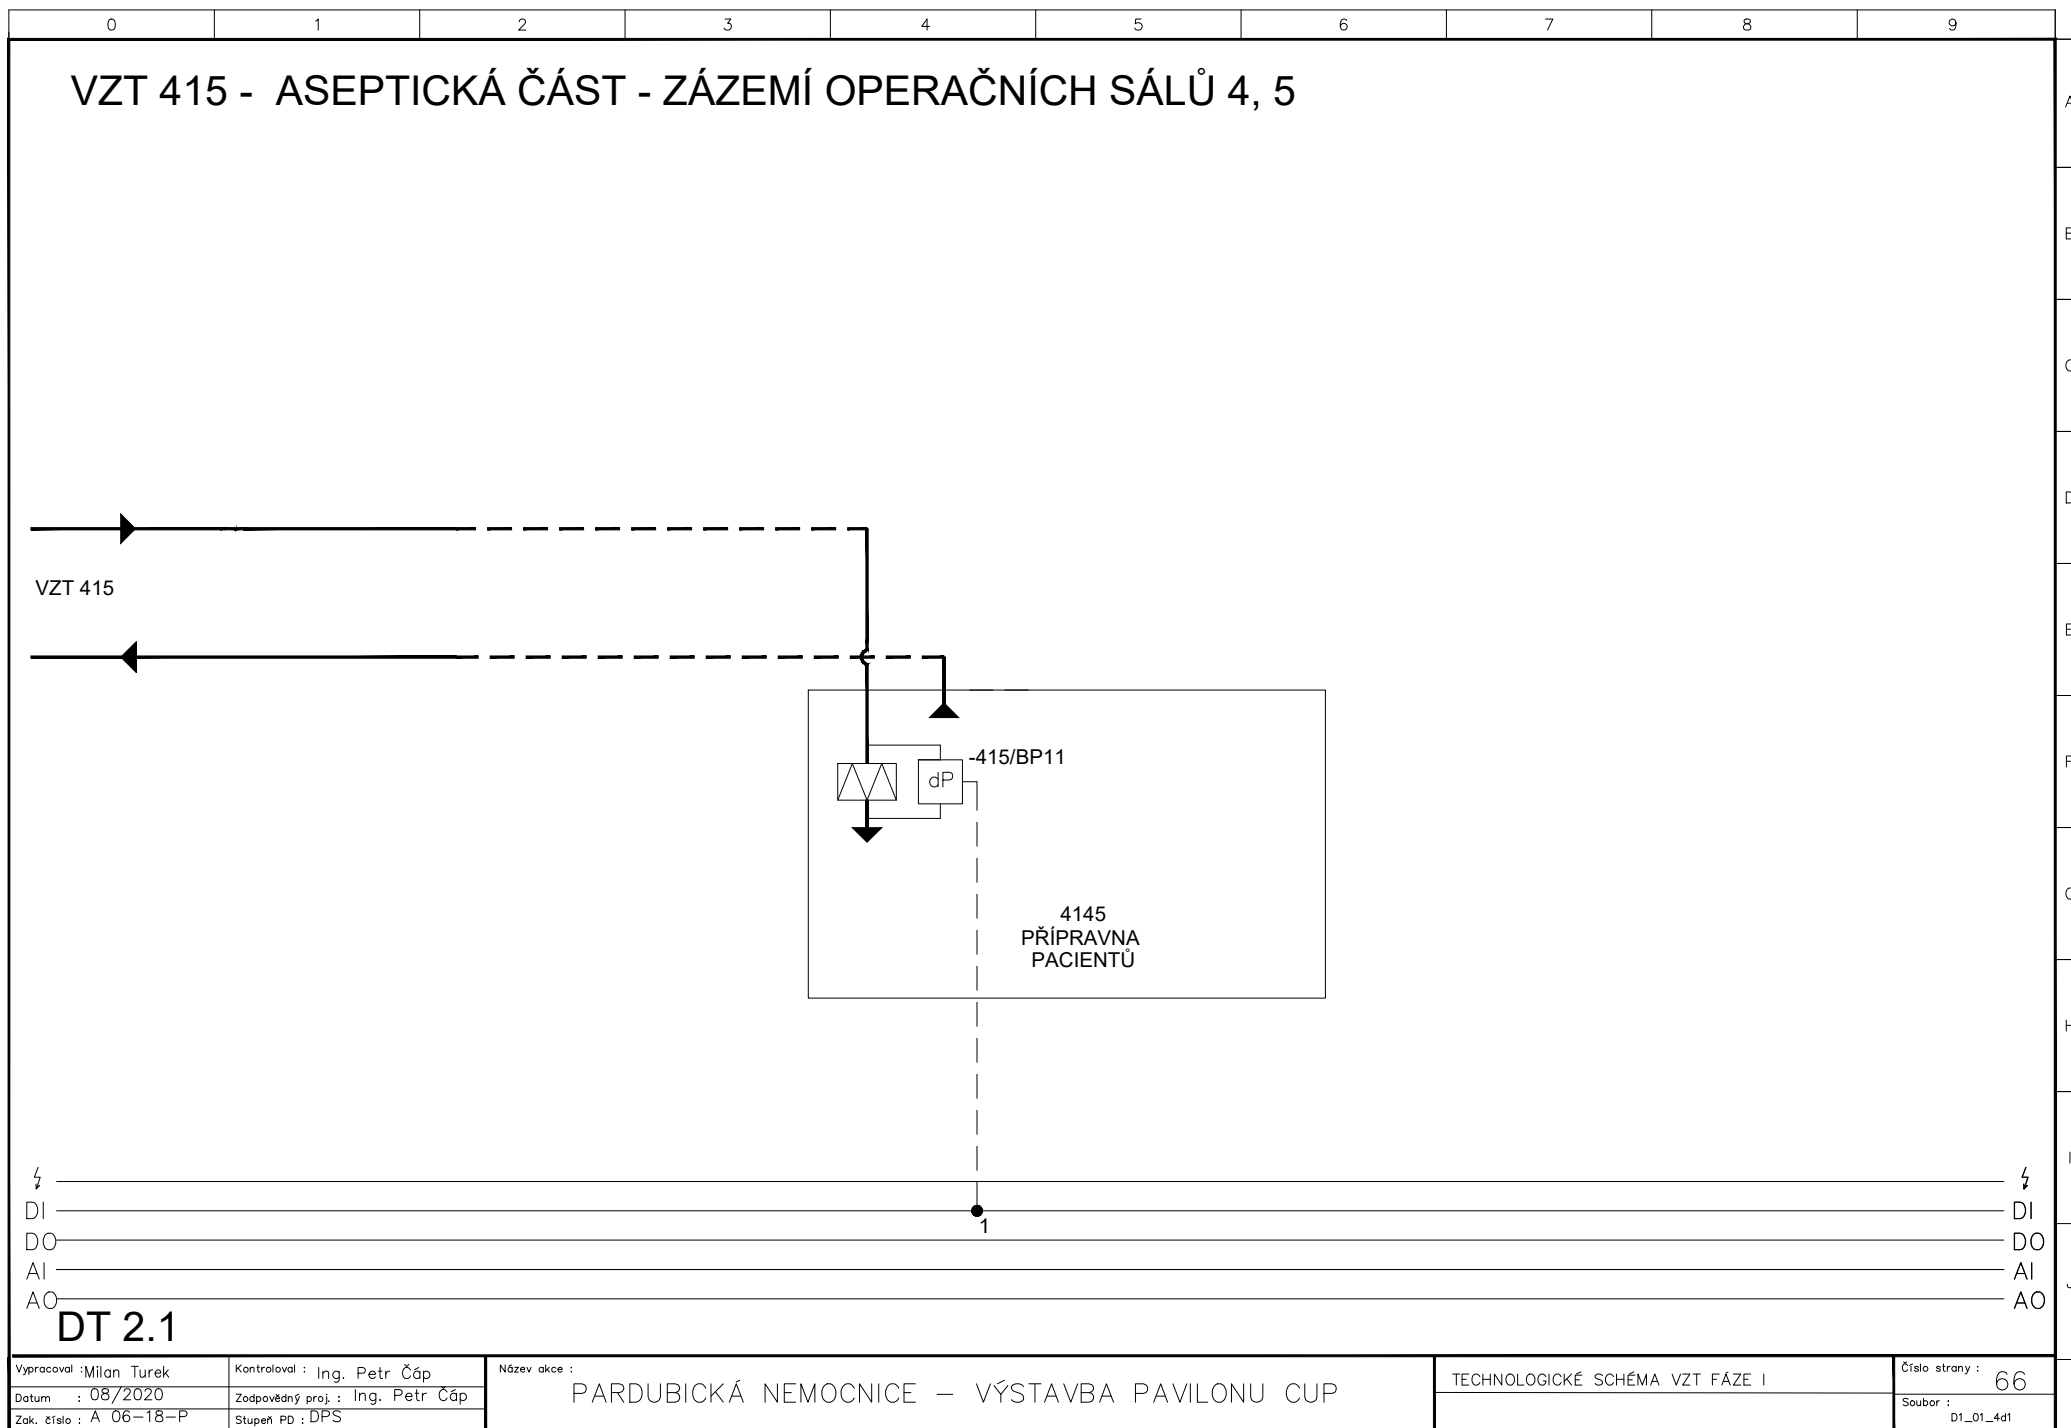 0 1 2 3 4 5 6 7 8 9
VZT 415 - ASEPTICKÁ ČÁST - ZÁZEMÍ OPERAČNÍCH SÁLŮ 4, 5
VZT 415
-415/BP11
dP
4145
PŘÍPRAVNA
PACIENTŮ
DI DI
1
DO DO
AI AI
AO AO
DT 2.1
Vypracoval : Milan Turek
Datum : 08/2020
Zak. číslo : A 06-18-P
Kontroloval : Ing. Petr Čáp
Zodpovědný proj. : Ing. Petr Čáp
Stupeň PD : DPS
Název akce :
PARDUBICKÁ NEMOCNICE – VÝSTAVBA PAVILONU CUP
TECHNOLOGICKÉ SCHÉMA VZT FÁZE I
Číslo strany : 66
Soubor :
D1_01_4d1